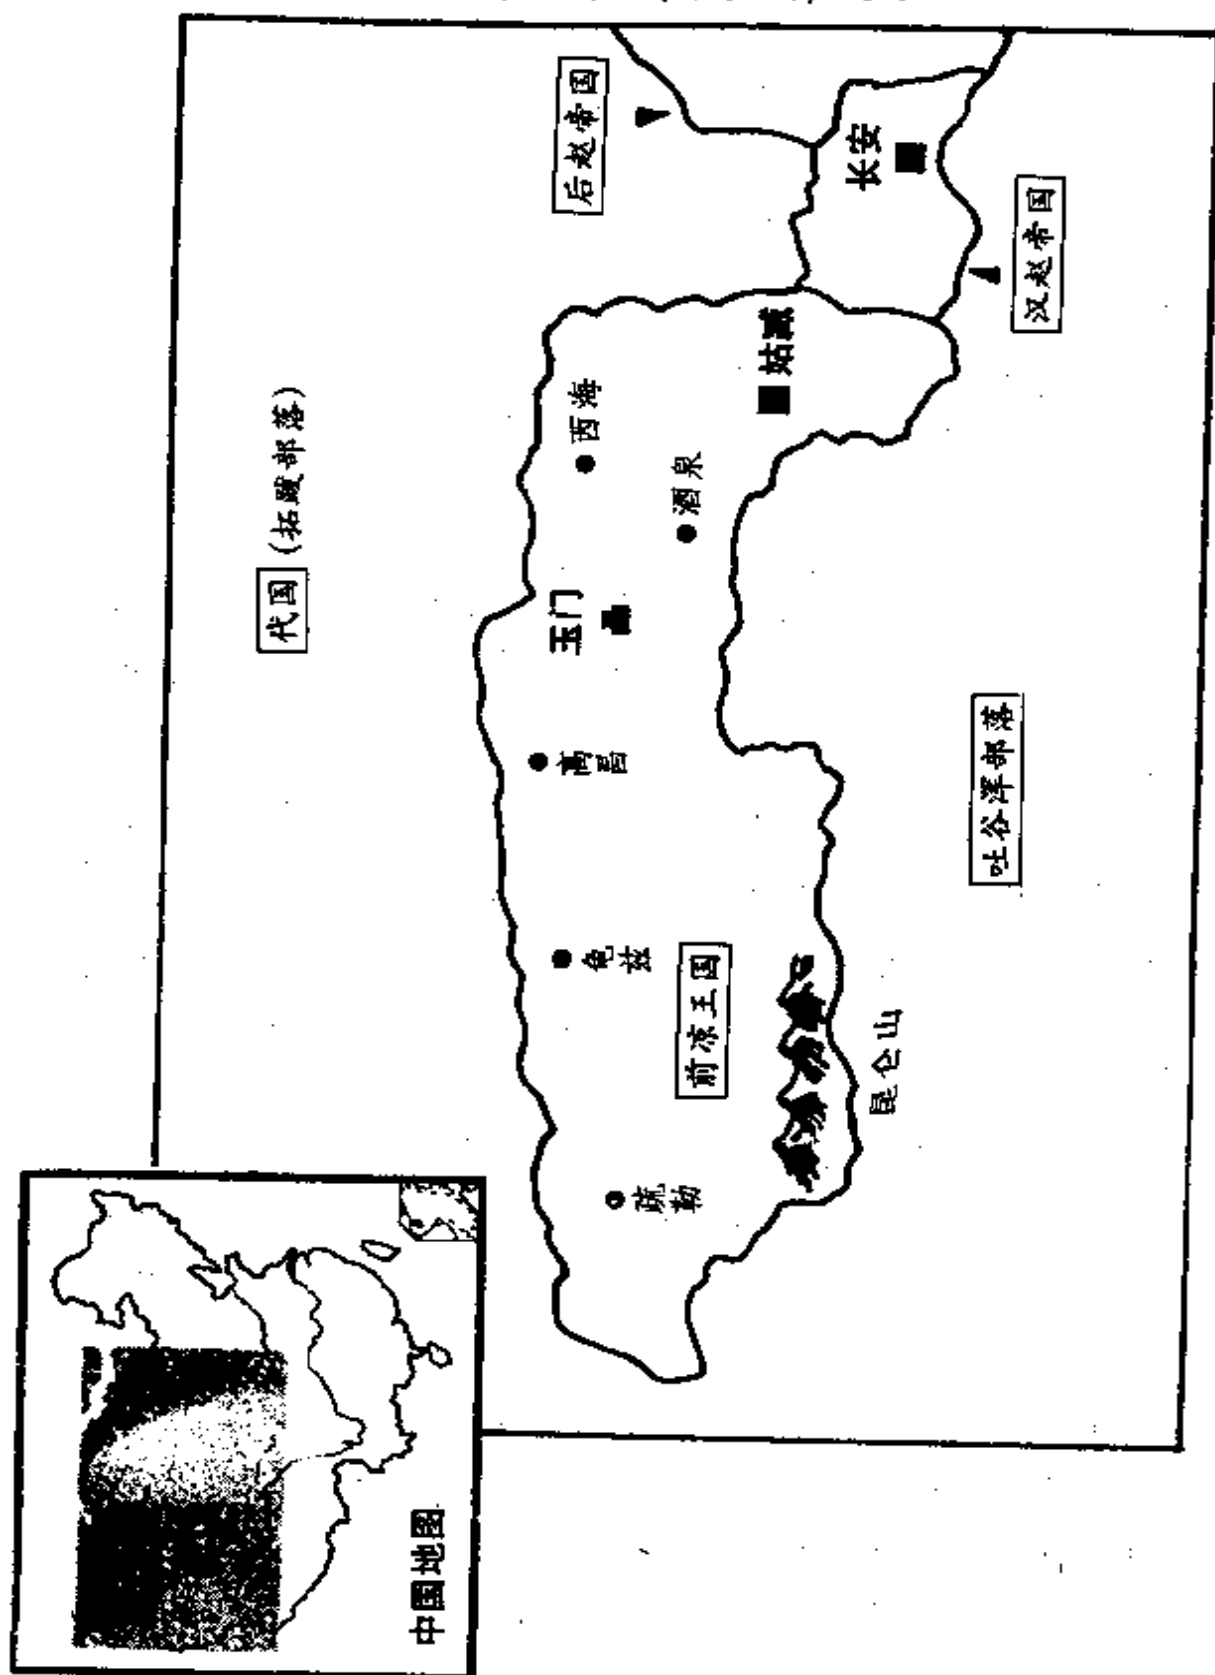 代国 (拓跋部落)
后赵帝国
长安
汉赵帝国
姑臧
西海
酒泉
玉门
高昌
龟兹
前凉王国
疏勒
昆仑山
吐谷浑部落
中国地图